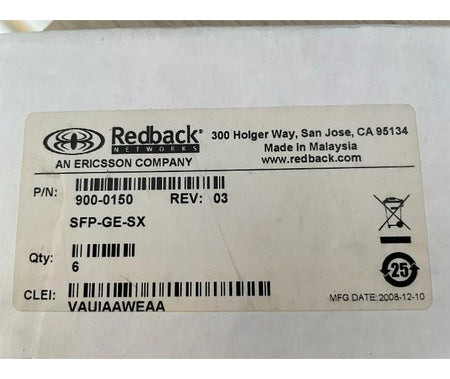 Redback®
NETWORKS
AN ERICSSON COMPANY
300 Holger Way, San Jose, CA 95134
Made in Malaysia
www.redback.com
P/N:
900-0150 REV: 03
SFP-GE-SX
Qty:
6
25
CLEI:
VAUIAAWEAA
MFG DATE: 2008-12-10